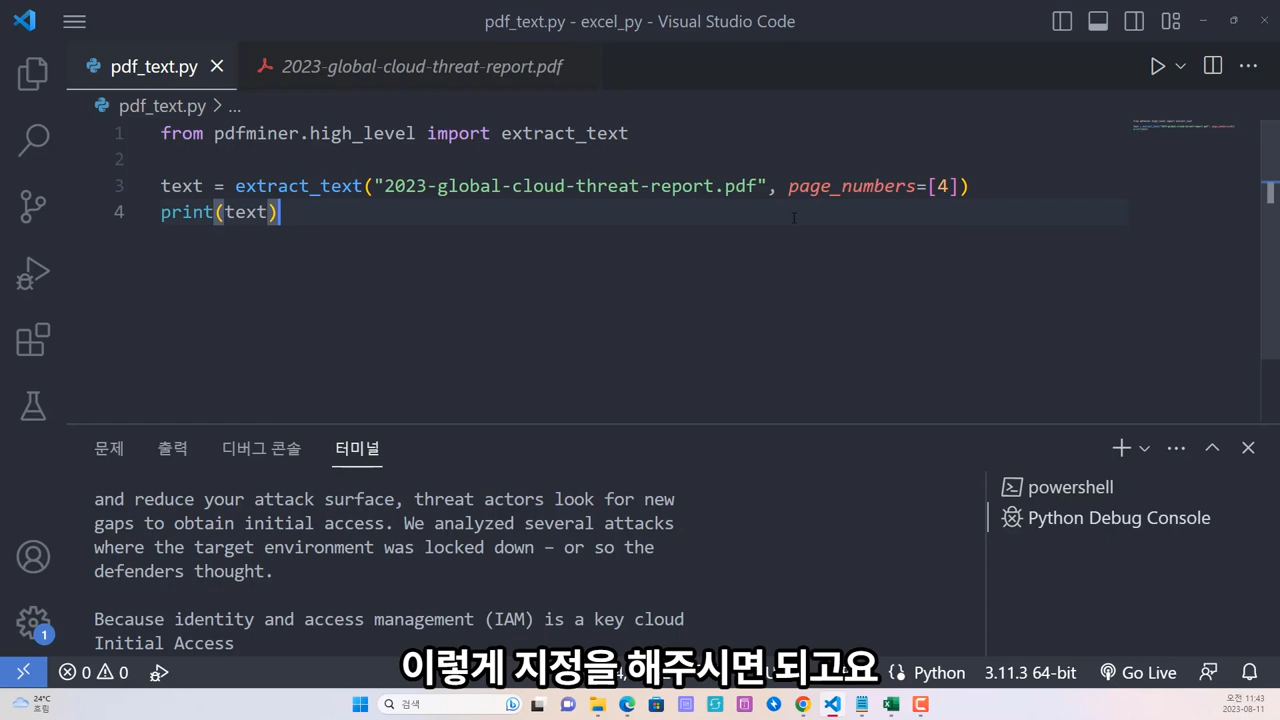 pdf_text.py - excel_py - Visual Studio Code
pdf_text.py
2023-global-cloud-threat-report.pdf
pdf_text.py > ...
1 from pdfminer.high_level import extract_text
2
3 text = extract_text("2023-global-cloud-threat-report.pdf", page_numbers=[4])
4 print(text)
문제 출력 디버그 콘솔 터미널
powershell
Python Debug Console
and reduce your attack surface, threat actors look for new
gaps to obtain initial access. We analyzed several attacks
where the target environment was locked down – or so the
defenders thought.
Because identity and access management (IAM) is a key cloud
Initial Access
이렇게 지정을 해주시면 되고요
1
0 0 Python 3.11.3 64-bit Go Live
24°C
흐림
검색
오전 11:43
2023-08-11